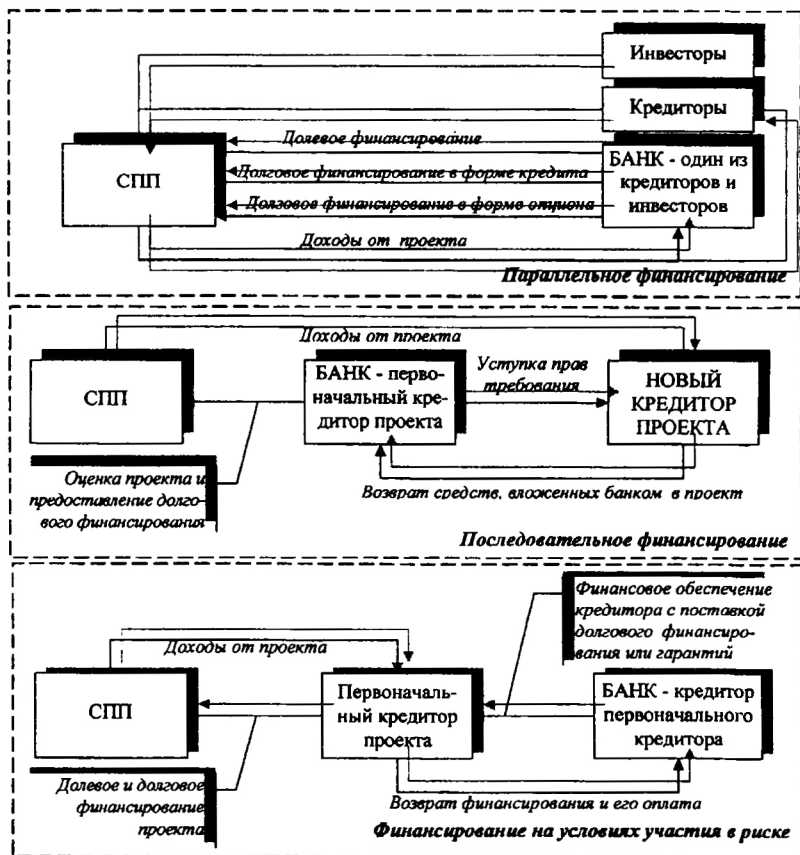 Инвесторы
Кредиторы
Долевое финансирование
СПП
БАНК - один из
кредиторов и
инвесторов
Долговое финансирование в форме кредита
Долговое финансирование в форме опциона
Доходы от проекта
Параллельное финансирование
Доходы от проекта
СПП
БАНК - перво-
начальный кре-
дитор проекта
Уступка прав
требования
НОВЫЙ
КРЕДИТОР
ПРОЕКТА
Оценка проекта и
предоставление долго-
вого финансирования
Возврат средств, вложенных банком в проект
Последовательное финансирование
Финансовое обеспечение
кредитора с поставкой
долгового финансиро-
вания или гарантий
Доходы от проекта
СПП
Первоначаль-
ный кредитор
проекта
БАНК - кредитор
первоначального
кредитора
Долевое и долговое
финансирование
проекта
Возврат финансирования и его оплата
Финансирование на условиях участия в риске